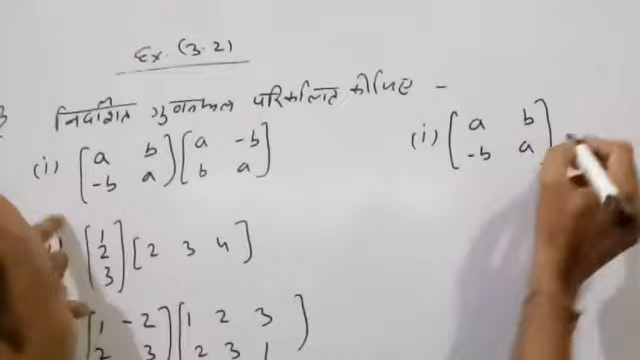 Ex. (3.2)
3 निर्धारित गुणनफल परिकलित कीजिए -
(i) [a b] [a -b]
[-b a] [b a]
[1]
[2] [2 3 4]
[3]
[1 -2] [1 2 3]
[2 3] [2 3 1]
(i) [a b]
[-b a]